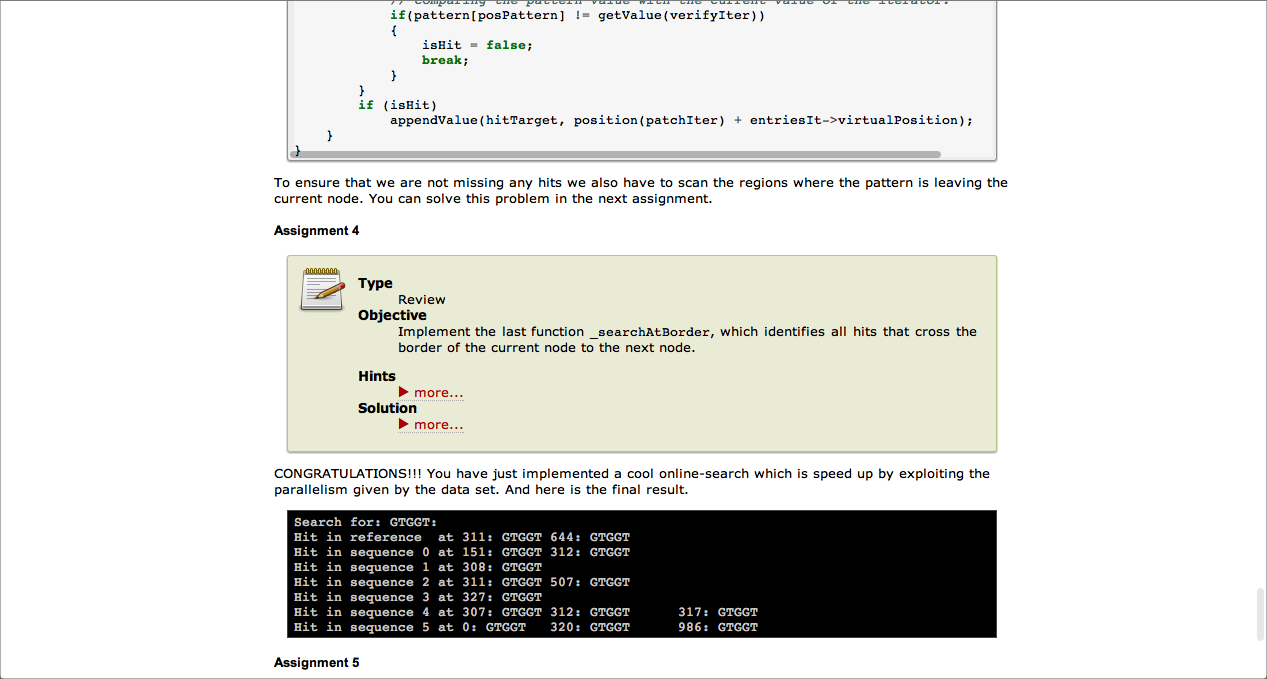 // Comparing the pattern value with the current value of the iterator.
if(pattern[posPattern] != getValue(verifyIter))
{
isHit = false;
break;
}
}
if (isHit)
appendValue(hitTarget, position(patchIter) + entriesIt->virtualPosition);
}
}
To ensure that we are not missing any hits we also have to scan the regions where the pattern is leaving the
current node. You can solve this problem in the next assignment.
Assignment 4
Type
Review
Objective
Implement the last function _searchAtBorder, which identifies all hits that cross the
border of the current node to the next node.
Hints
more...
Solution
more...
CONGRATULATIONS!!! You have just implemented a cool online-search which is speed up by exploiting the
parallelism given by the data set. And here is the final result.
Search for: GTGGT:
Hit in reference  at 311: GTGGT 644: GTGGT
Hit in sequence 0 at 151: GTGGT 312: GTGGT
Hit in sequence 1 at 308: GTGGT
Hit in sequence 2 at 311: GTGGT 507: GTGGT
Hit in sequence 3 at 327: GTGGT
Hit in sequence 4 at 307: GTGGT 312: GTGGT      317: GTGGT
Hit in sequence 5 at 0: GTGGT   320: GTGGT      986: GTGGT
Assignment 5